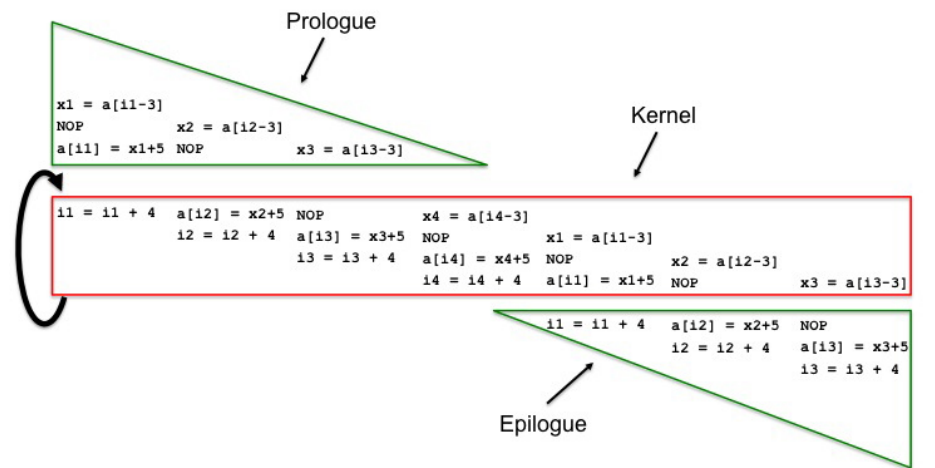 Prologue
x1 = a[i1-3]
NOP x2 = a[i2-3]
a[i1] = x1+5 NOP x3 = a[i3-3]
Kernel
i1 = i1 + 4 a[i2] = x2+5 NOP x4 = a[i4-3]
i2 = i2 + 4 a[i3] = x3+5 NOP x1 = a[i1-3]
i3 = i3 + 4 a[i4] = x4+5 NOP x2 = a[i2-3]
i4 = i4 + 4 a[i1] = x1+5 NOP x3 = a[i3-3]
i1 = i1 + 4 a[i2] = x2+5 NOP
i2 = i2 + 4 a[i3] = x3+5
i3 = i3 + 4
Epilogue